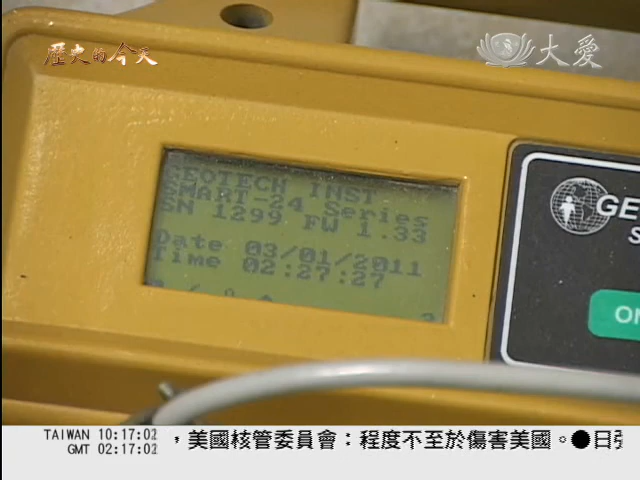 歷史的今天
大愛
GEOTECH INST
SMART-24 Series
SN 1299 FW 1.33
Date 03/01/2011
Time 02:27:27
GE
S
ON
TAIWAN 10:17:02
GMT 02:17:02
，美國核管委員會：程度不至於傷害美國。●日